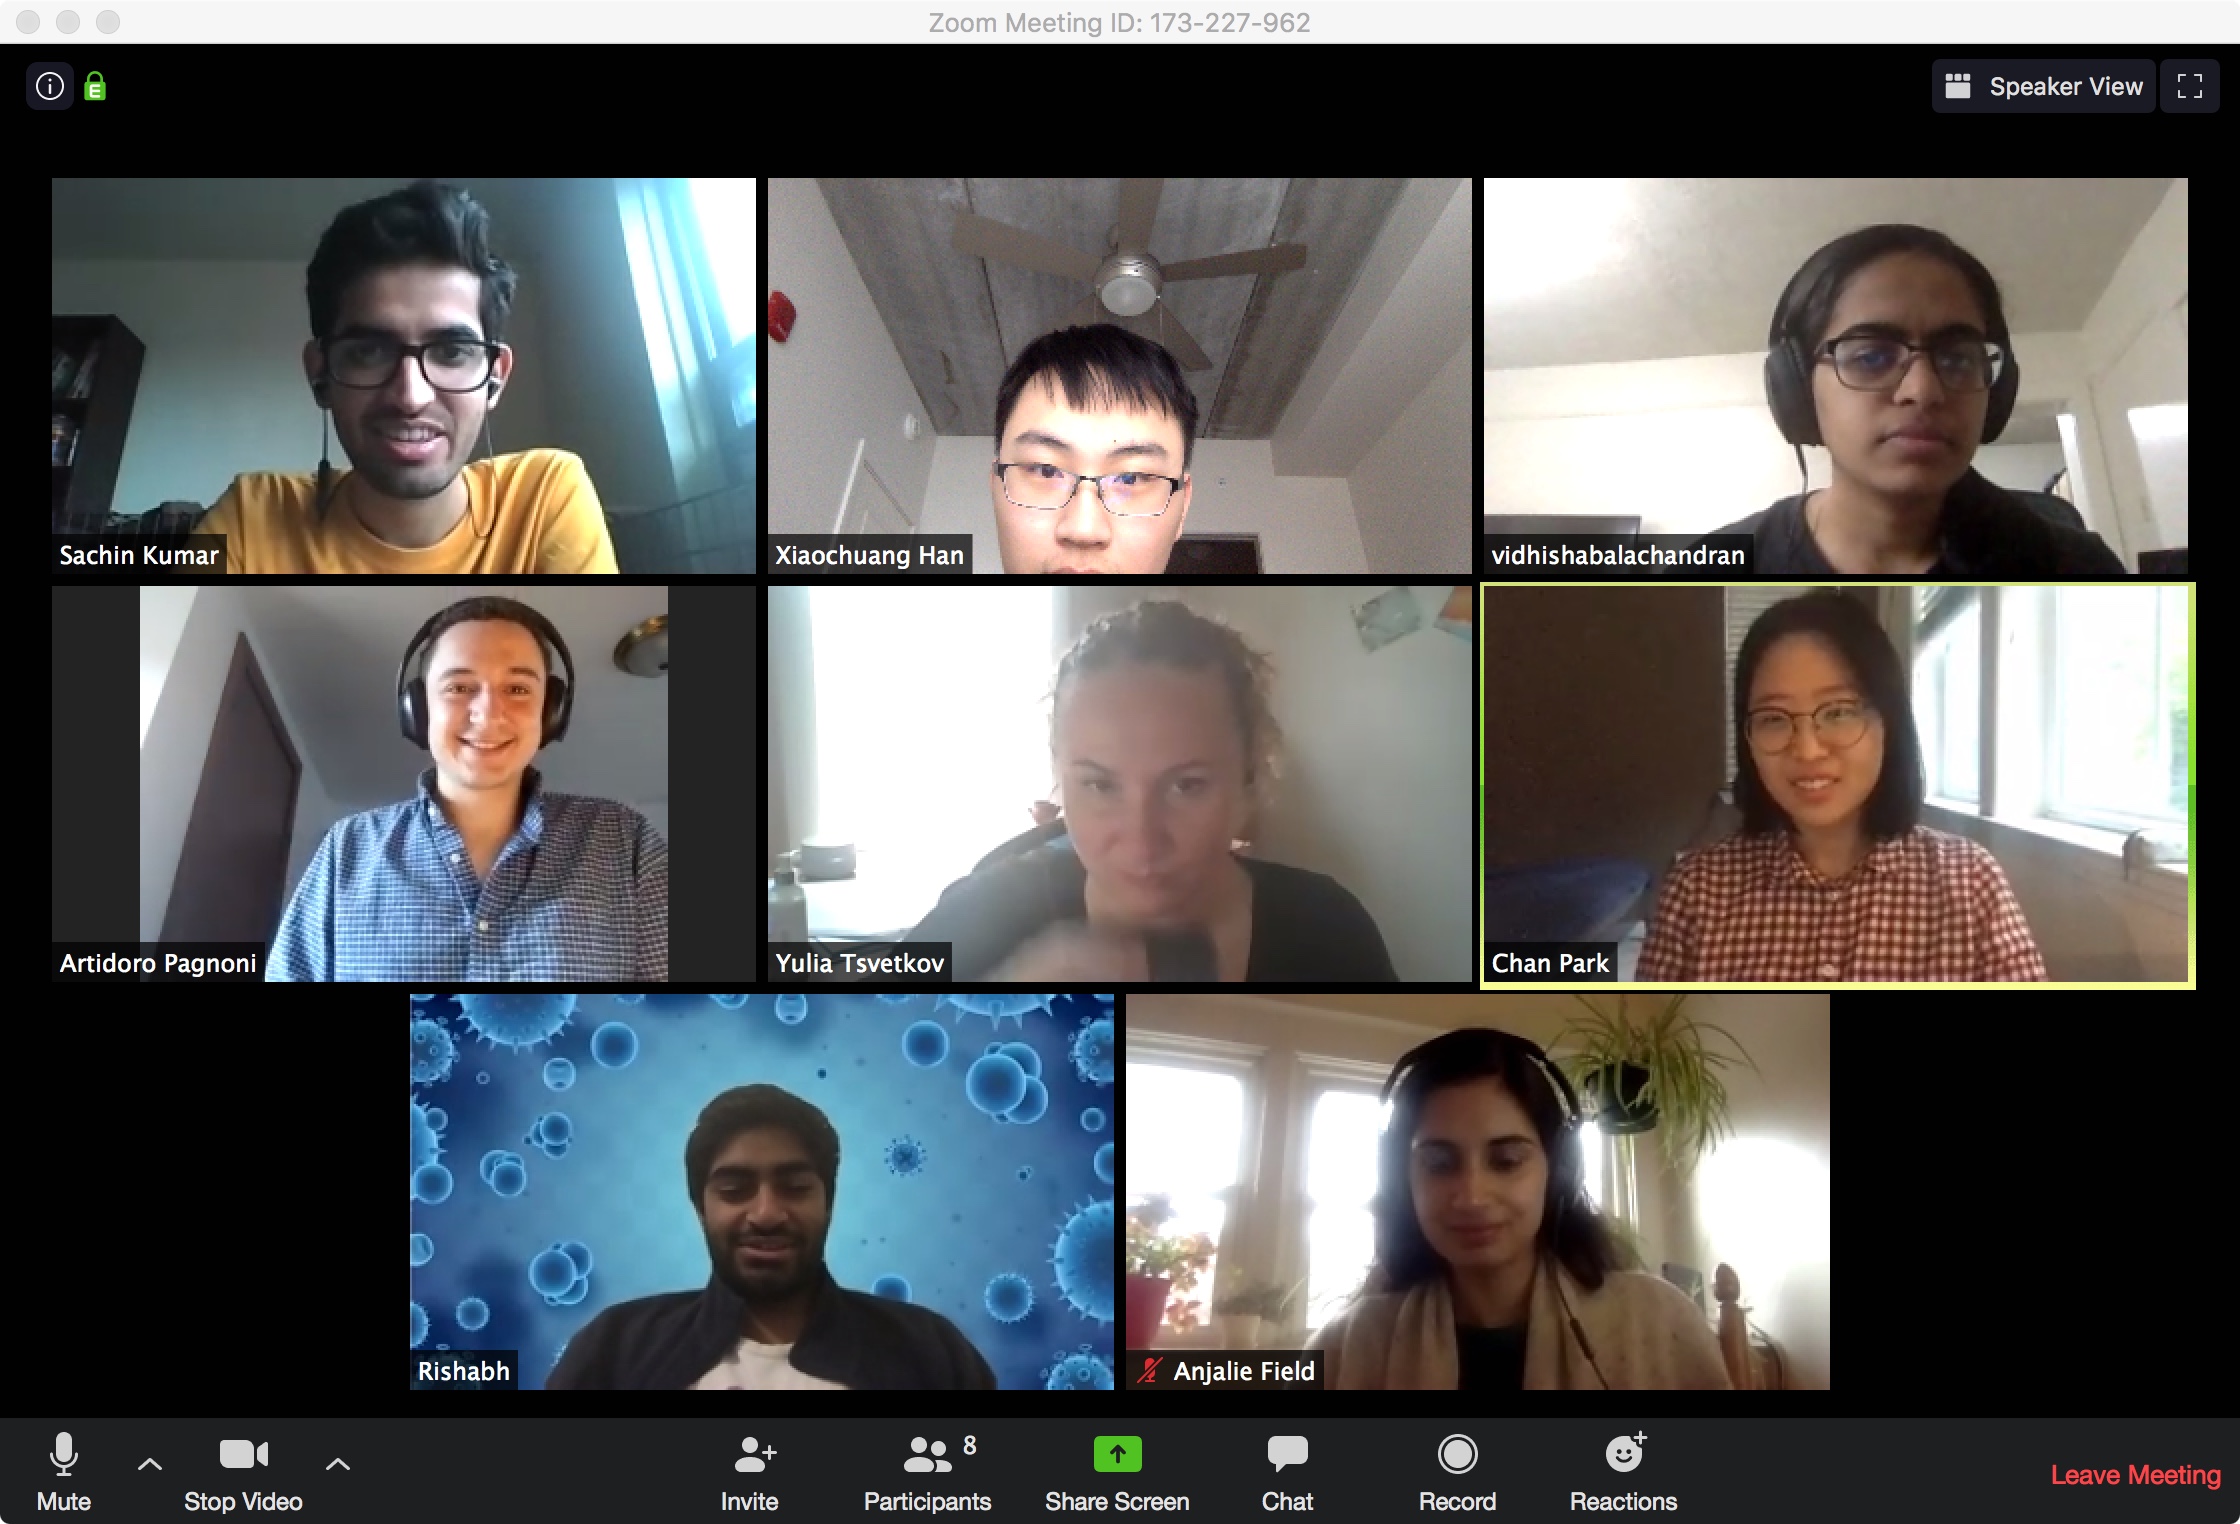 Zoom Meeting ID: 173-227-962
E
Speaker View
Sachin Kumar
Xiaochuang Han
vidhishabalachandran
Artidoro Pagnoni
Yulia Tsvetkov
Chan Park
Rishabh
Anjalie Field
8
Mute
Stop Video
Invite
Participants
Share Screen
Chat
Record
Reactions
Leave Meeting